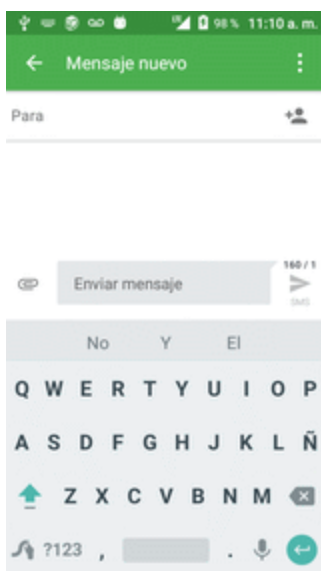 98 % 11:10 a. m.
Mensaje nuevo
Para
160 / 1
Enviar mensaje
SMS
No Y El
Q W E R T Y U I O P
A S D F G H J K L Ñ
Z X C V B N M
?123 , .